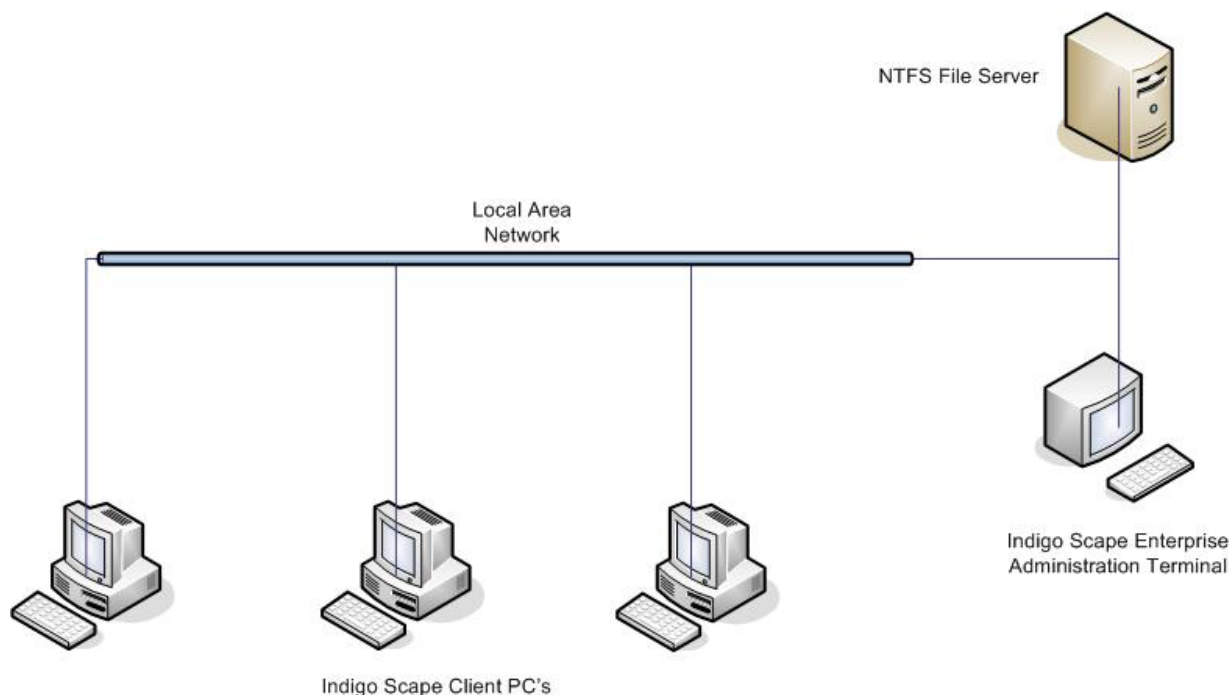 NTFS File Server
Local Area
Network
Indigo Scape Enterprise
Administration Terminal
Indigo Scape Client PC's